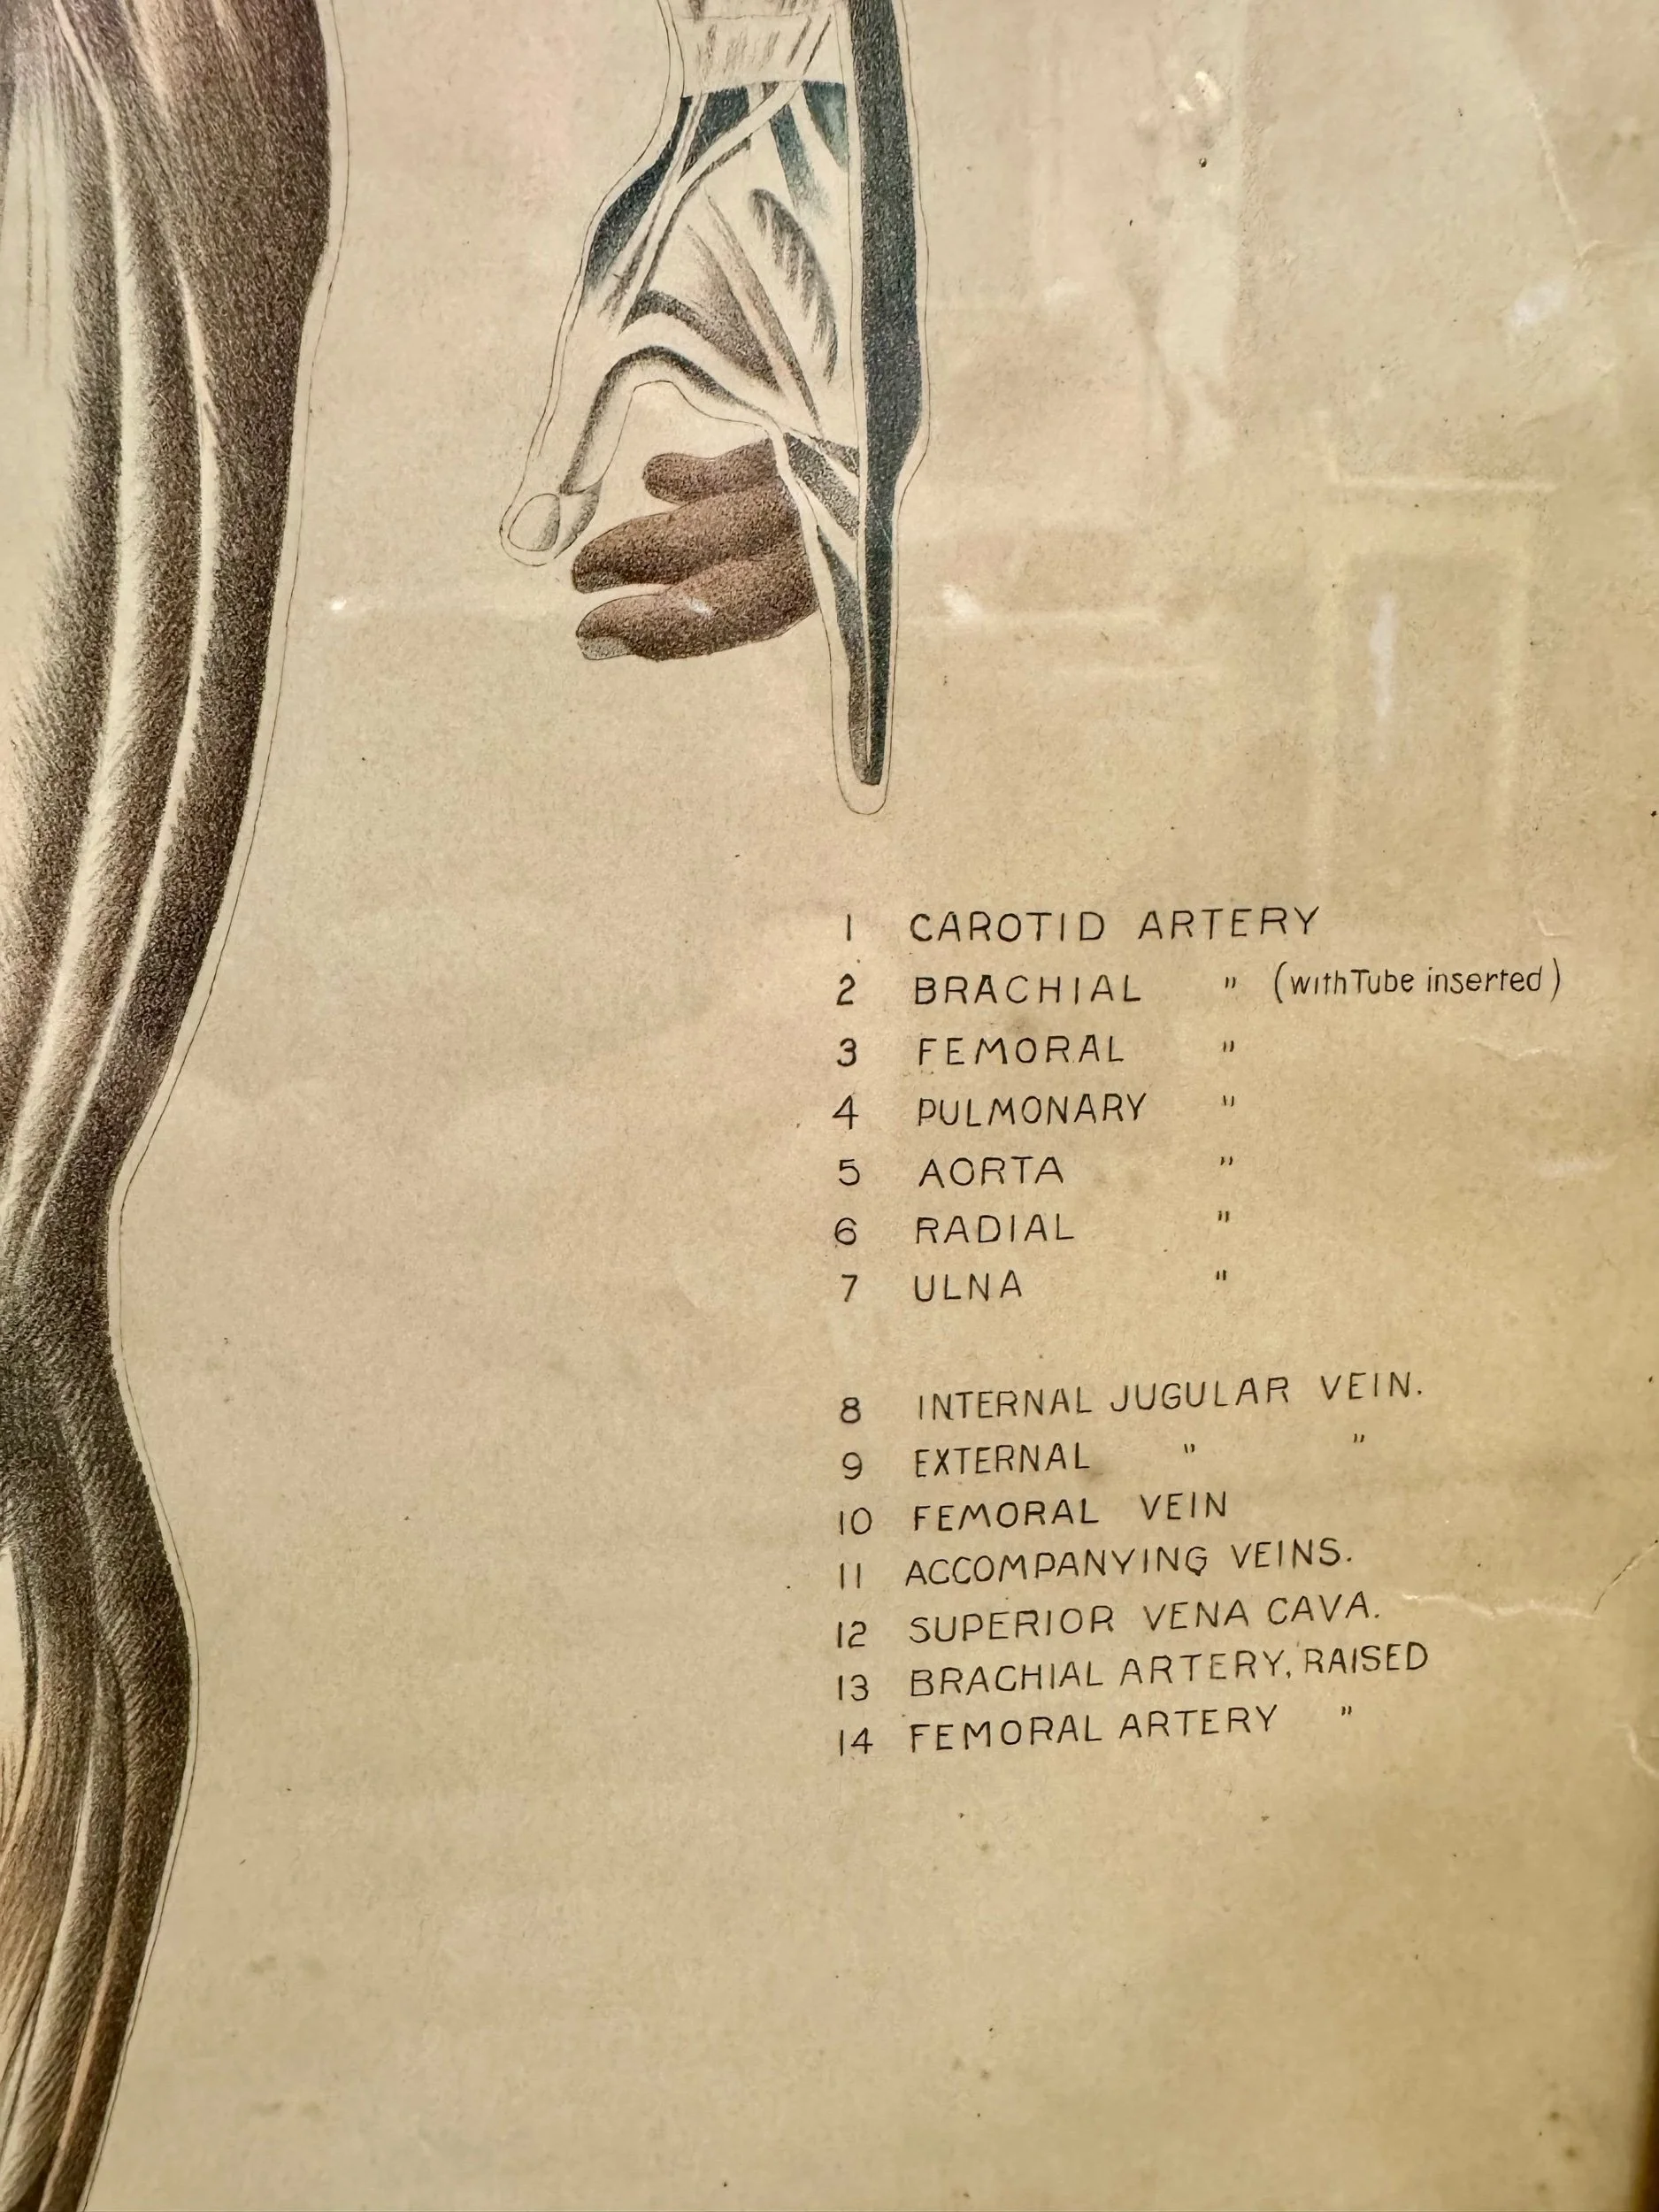 1 CAROTID ARTERY
2 BRACHIAL " (with Tube inserted)
3 FEMORAL "
4 PULMONARY "
5 AORTA "
6 RADIAL "
7 ULNA "
8 INTERNAL JUGULAR VEIN.
9 EXTERNAL " "
10 FEMORAL VEIN
11 ACCOMPANYING VEINS.
12 SUPERIOR VENA CAVA.
13 BRACHIAL ARTERY, RAISED
14 FEMORAL ARTERY "